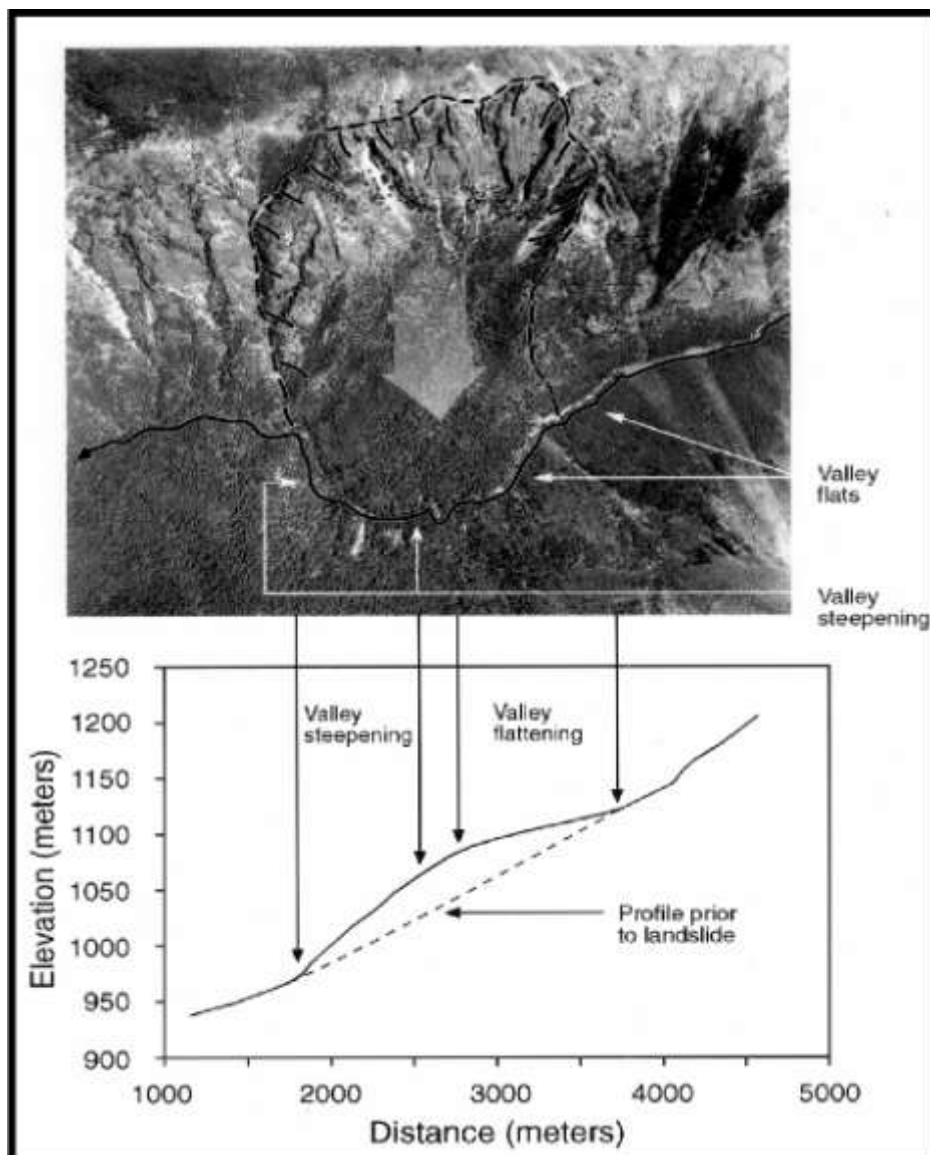 Valley
flats
Valley
steepening
1250
1200
1150
1100
1050
1000
950
900
Elevation (meters)
Valley
steepening
Valley
flattening
Profile prior
to landslide
1000 2000 3000 4000 5000
Distance (meters)